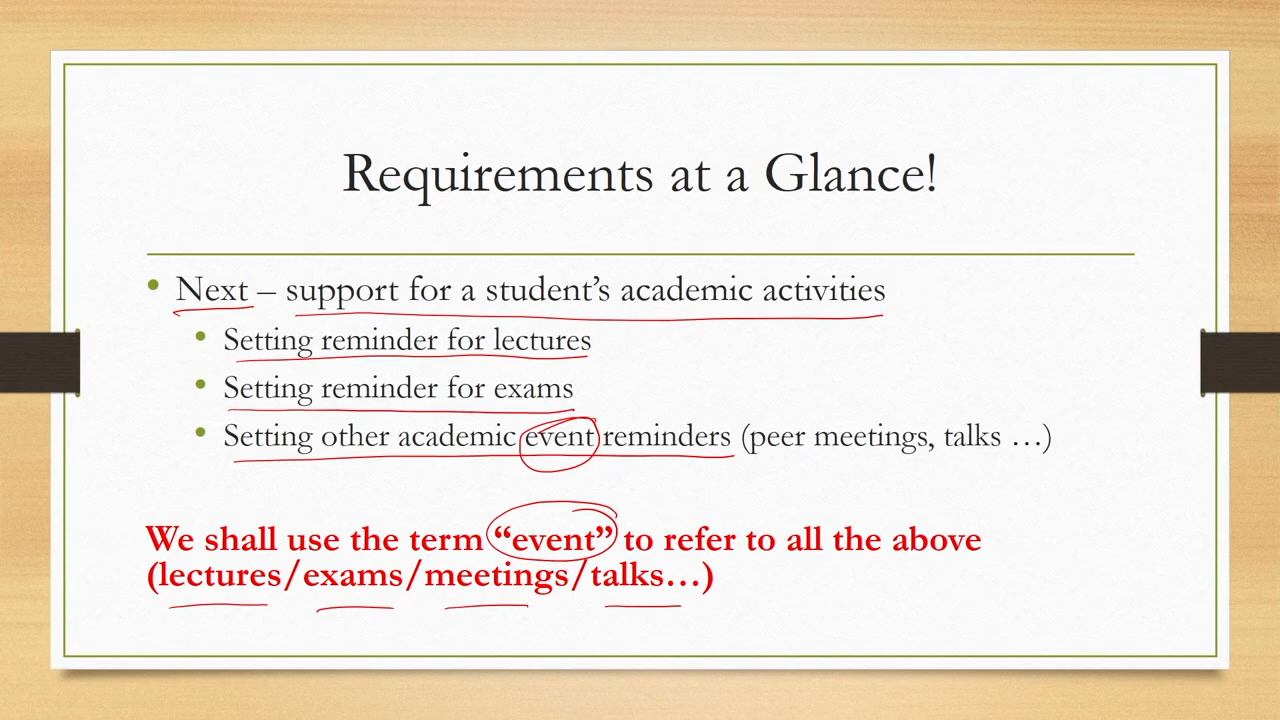 Requirements at a Glance!
• Next – support for a student’s academic activities
• Setting reminder for lectures
• Setting reminder for exams
• Setting other academic event reminders (peer meetings, talks …)
We shall use the term “event” to refer to all the above
(lectures/exams/meetings/talks…)